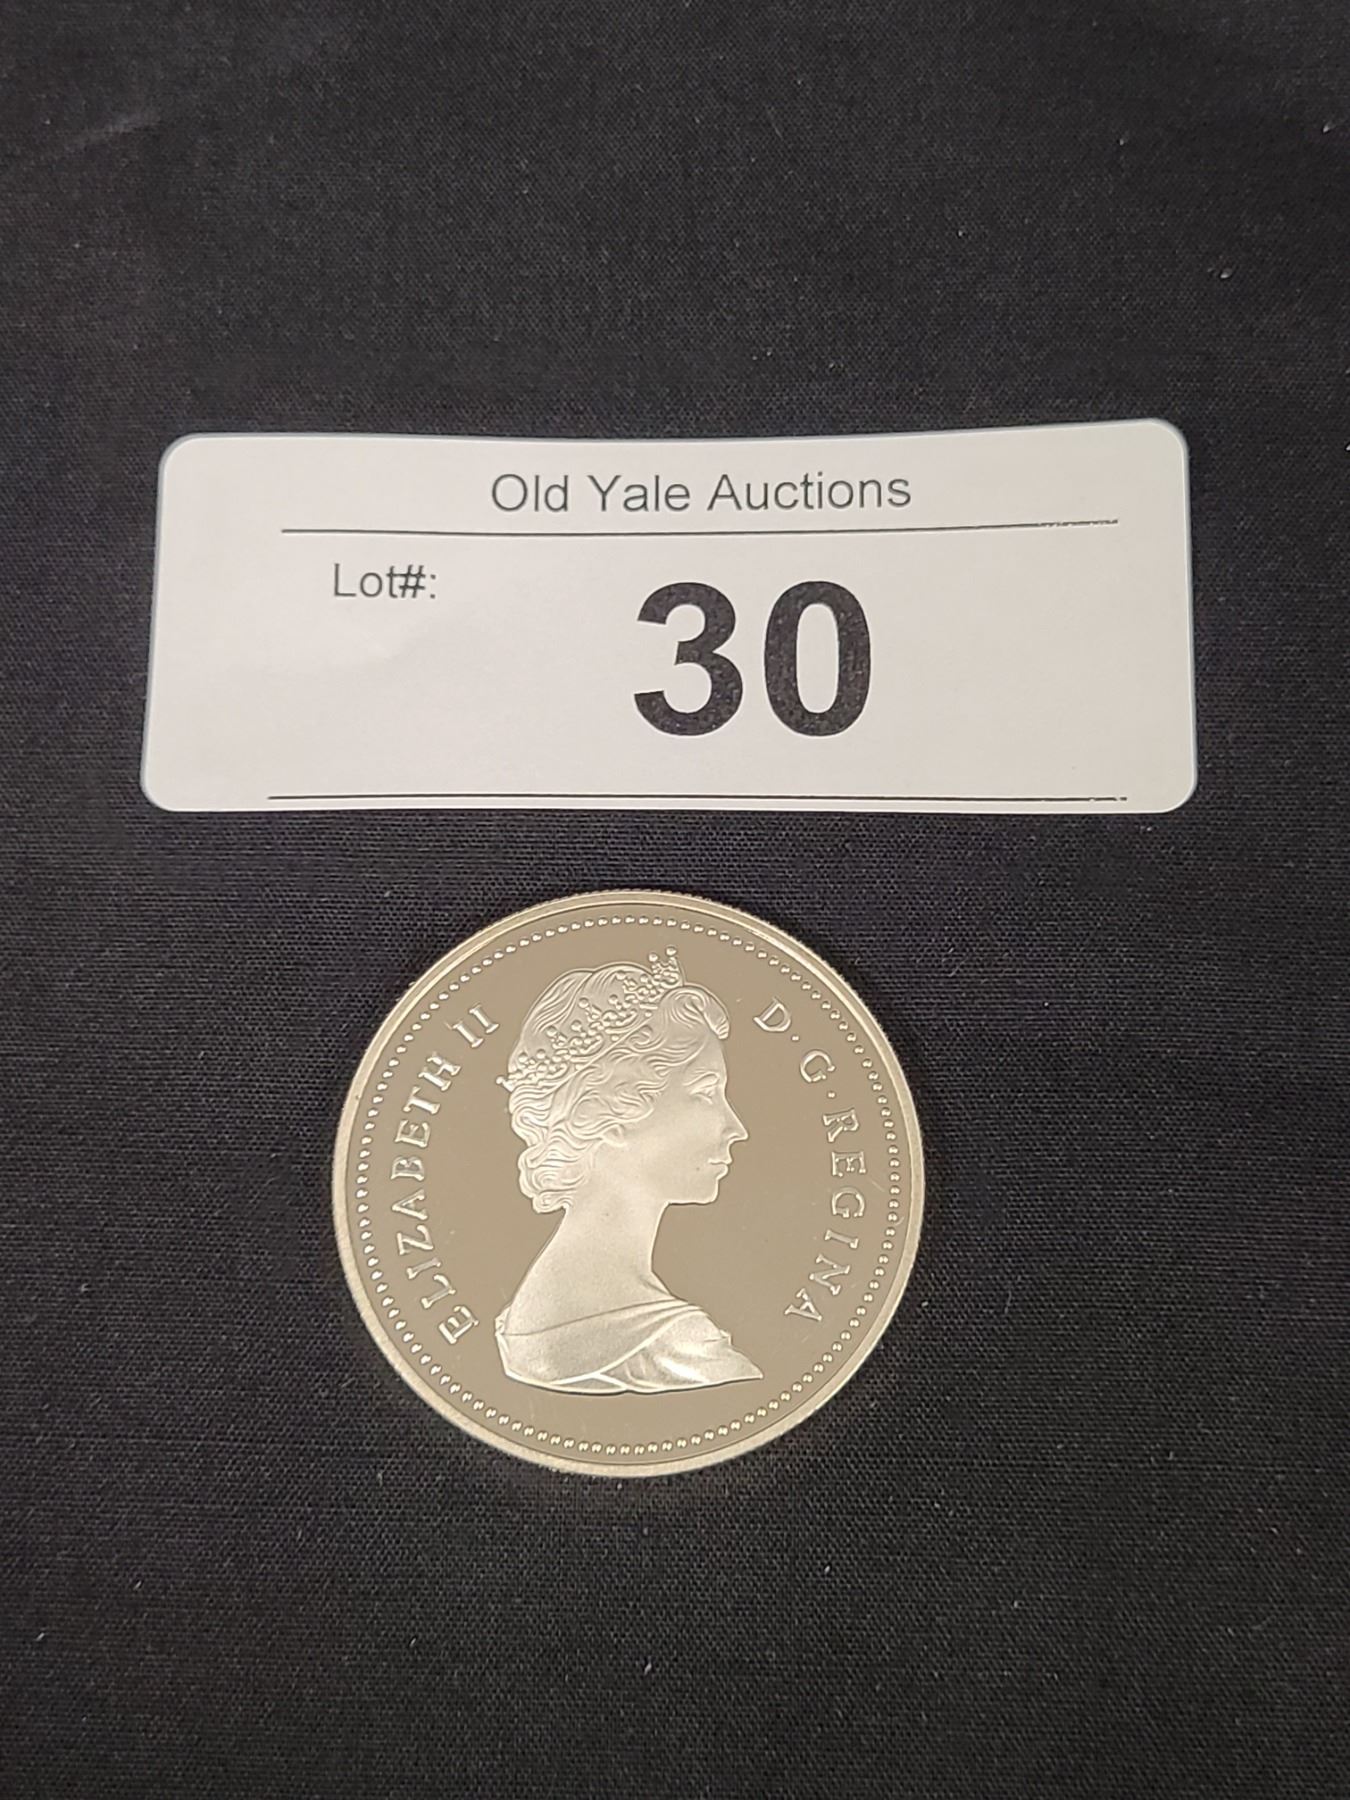 Old Yale Auctions
Lot#:
30
ELIZABETH II D·G·REGINA